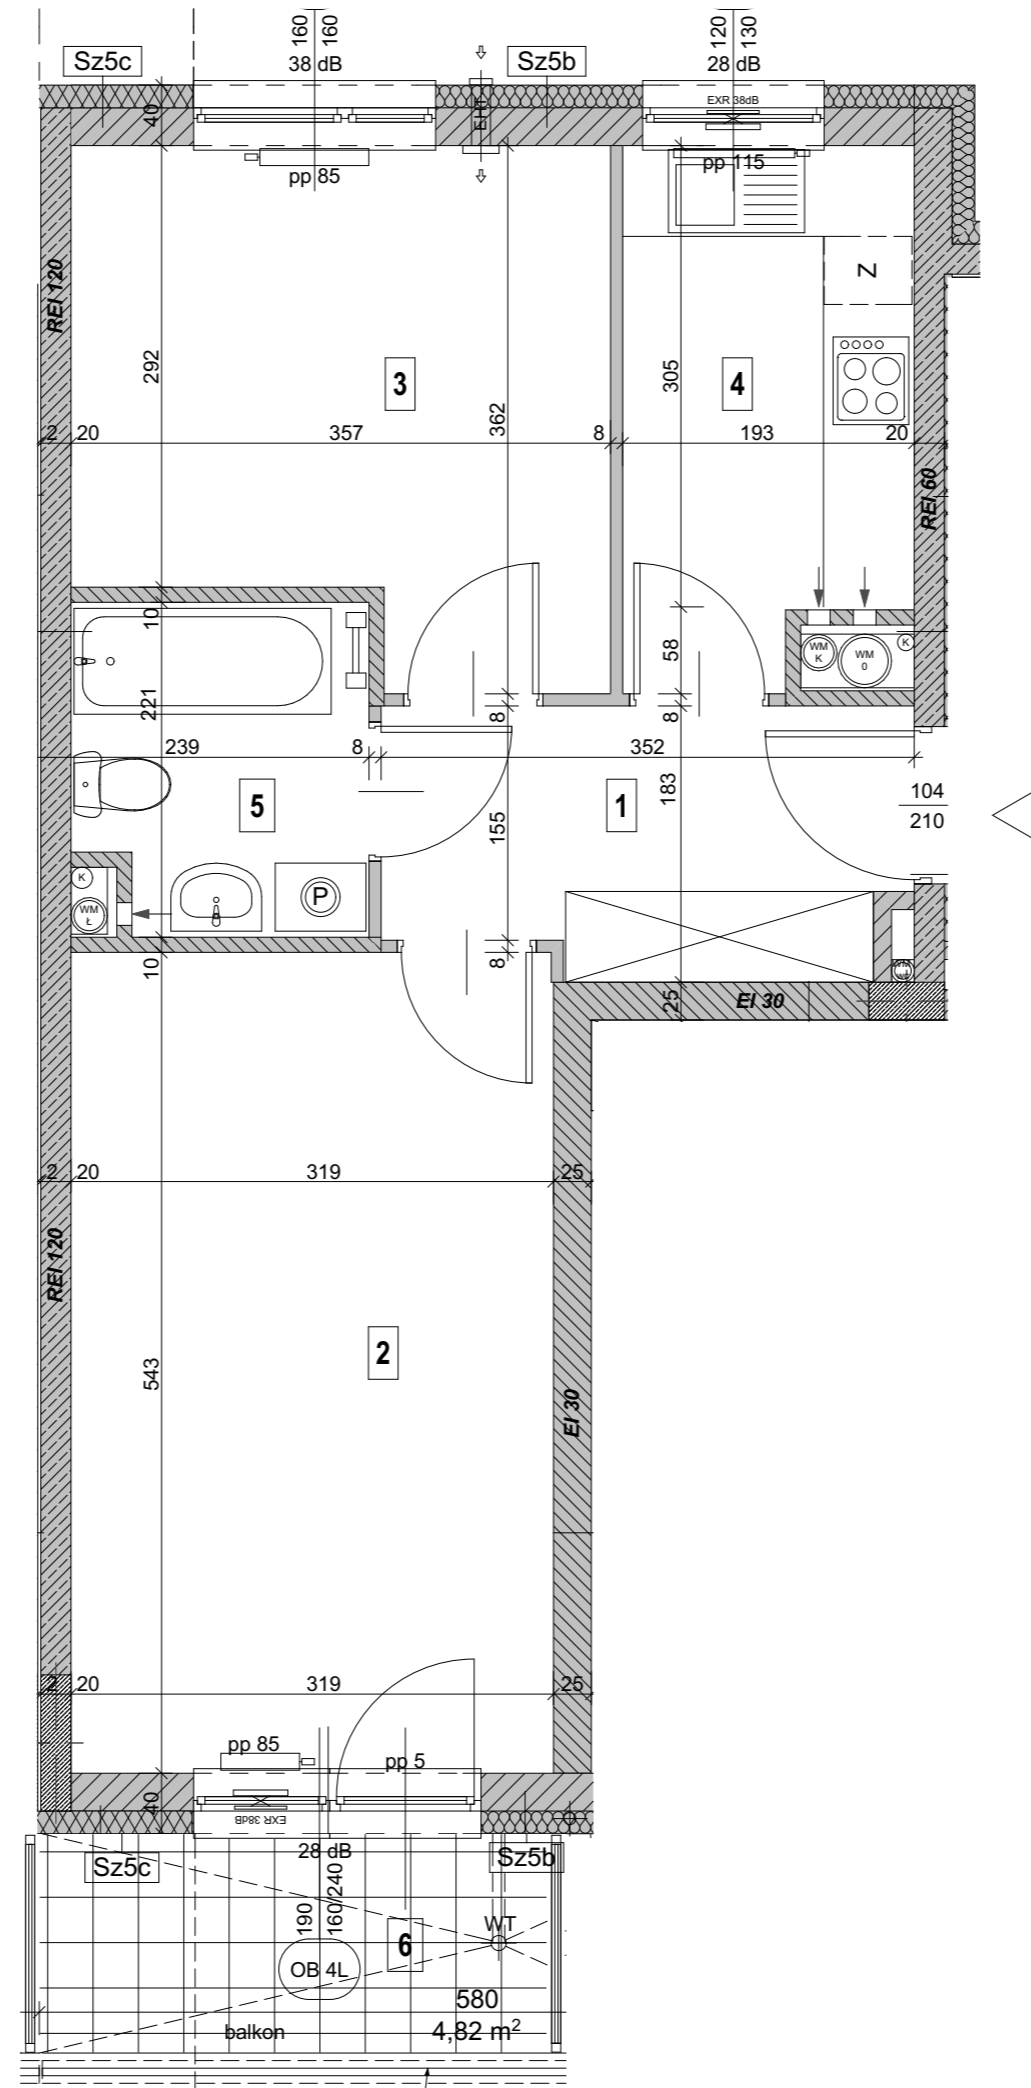 160
160
120
130
Sz5c
38 dB
Sz5b
28 dB
EXR 38dB
40
pp 85
pp 115
REI 120
Z
292
3
305
4
362
2
20
357
8
193
20
REI 60
10
58
WM
K
WM
0
K
221
8
8
239
8
352
5
1
183
104
210
155
K
WM
Ł
P
10
8
25
EI 30
2
20
319
25
REI 120
543
2
EI 30
2
20
319
25
pp 85
pp 5
40
EXR 38dB
28 dB
Sz5c
Sz5b
190
160/240
6
WT
OB 4L
580
balkon
4,82 m²